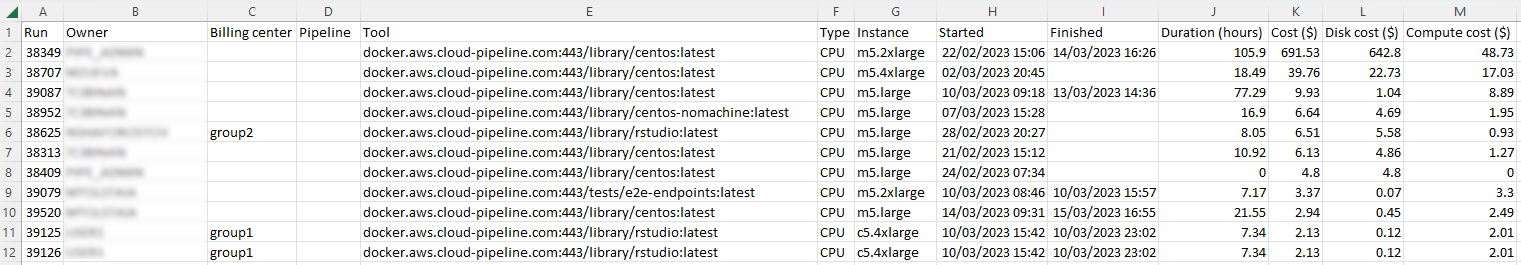 A B C D E F G H I J K L M
1 Run Owner Billing center Pipeline Tool Type Instance Started Finished Duration (hours) Cost ($) Disk cost ($) Compute cost ($)
2 38349 docker.aws.cloud-pipeline.com:443/library/centos:latest CPU m5.2xlarge 22/02/2023 15:06 14/03/2023 16:26 105.9 691.53 642.8 48.73
3 38707 docker.aws.cloud-pipeline.com:443/library/centos:latest CPU m5.4xlarge 02/03/2023 20:45 18.49 39.76 22.73 17.03
4 39087 docker.aws.cloud-pipeline.com:443/library/centos:latest CPU m5.large 10/03/2023 09:18 13/03/2023 14:36 77.29 9.93 1.04 8.89
5 38952 docker.aws.cloud-pipeline.com:443/library/centos-nomachine:latest CPU m5.large 07/03/2023 15:28 16.9 6.64 4.69 1.95
6 38625 group2 docker.aws.cloud-pipeline.com:443/library/rstudio:latest CPU m5.large 28/02/2023 20:27 8.05 6.51 5.58 0.93
7 38313 docker.aws.cloud-pipeline.com:443/library/centos:latest CPU m5.large 21/02/2023 15:12 10.92 6.13 4.86 1.27
8 38409 docker.aws.cloud-pipeline.com:443/library/centos:latest CPU m5.large 24/02/2023 07:34 0 4.8 4.8 0
9 39079 docker.aws.cloud-pipeline.com:443/tests/e2e-endpoints:latest CPU m5.2xlarge 10/03/2023 08:46 10/03/2023 15:57 7.17 3.37 0.07 3.3
10 39520 docker.aws.cloud-pipeline.com:443/library/centos:latest CPU m5.large 14/03/2023 09:31 15/03/2023 16:55 21.55 2.94 0.45 2.49
11 39125 group1 docker.aws.cloud-pipeline.com:443/library/rstudio:latest CPU c5.4xlarge 10/03/2023 15:42 10/03/2023 23:02 7.34 2.13 0.12 2.01
12 39126 group1 docker.aws.cloud-pipeline.com:443/library/rstudio:latest CPU c5.4xlarge 10/03/2023 15:42 10/03/2023 23:02 7.34 2.13 0.12 2.01